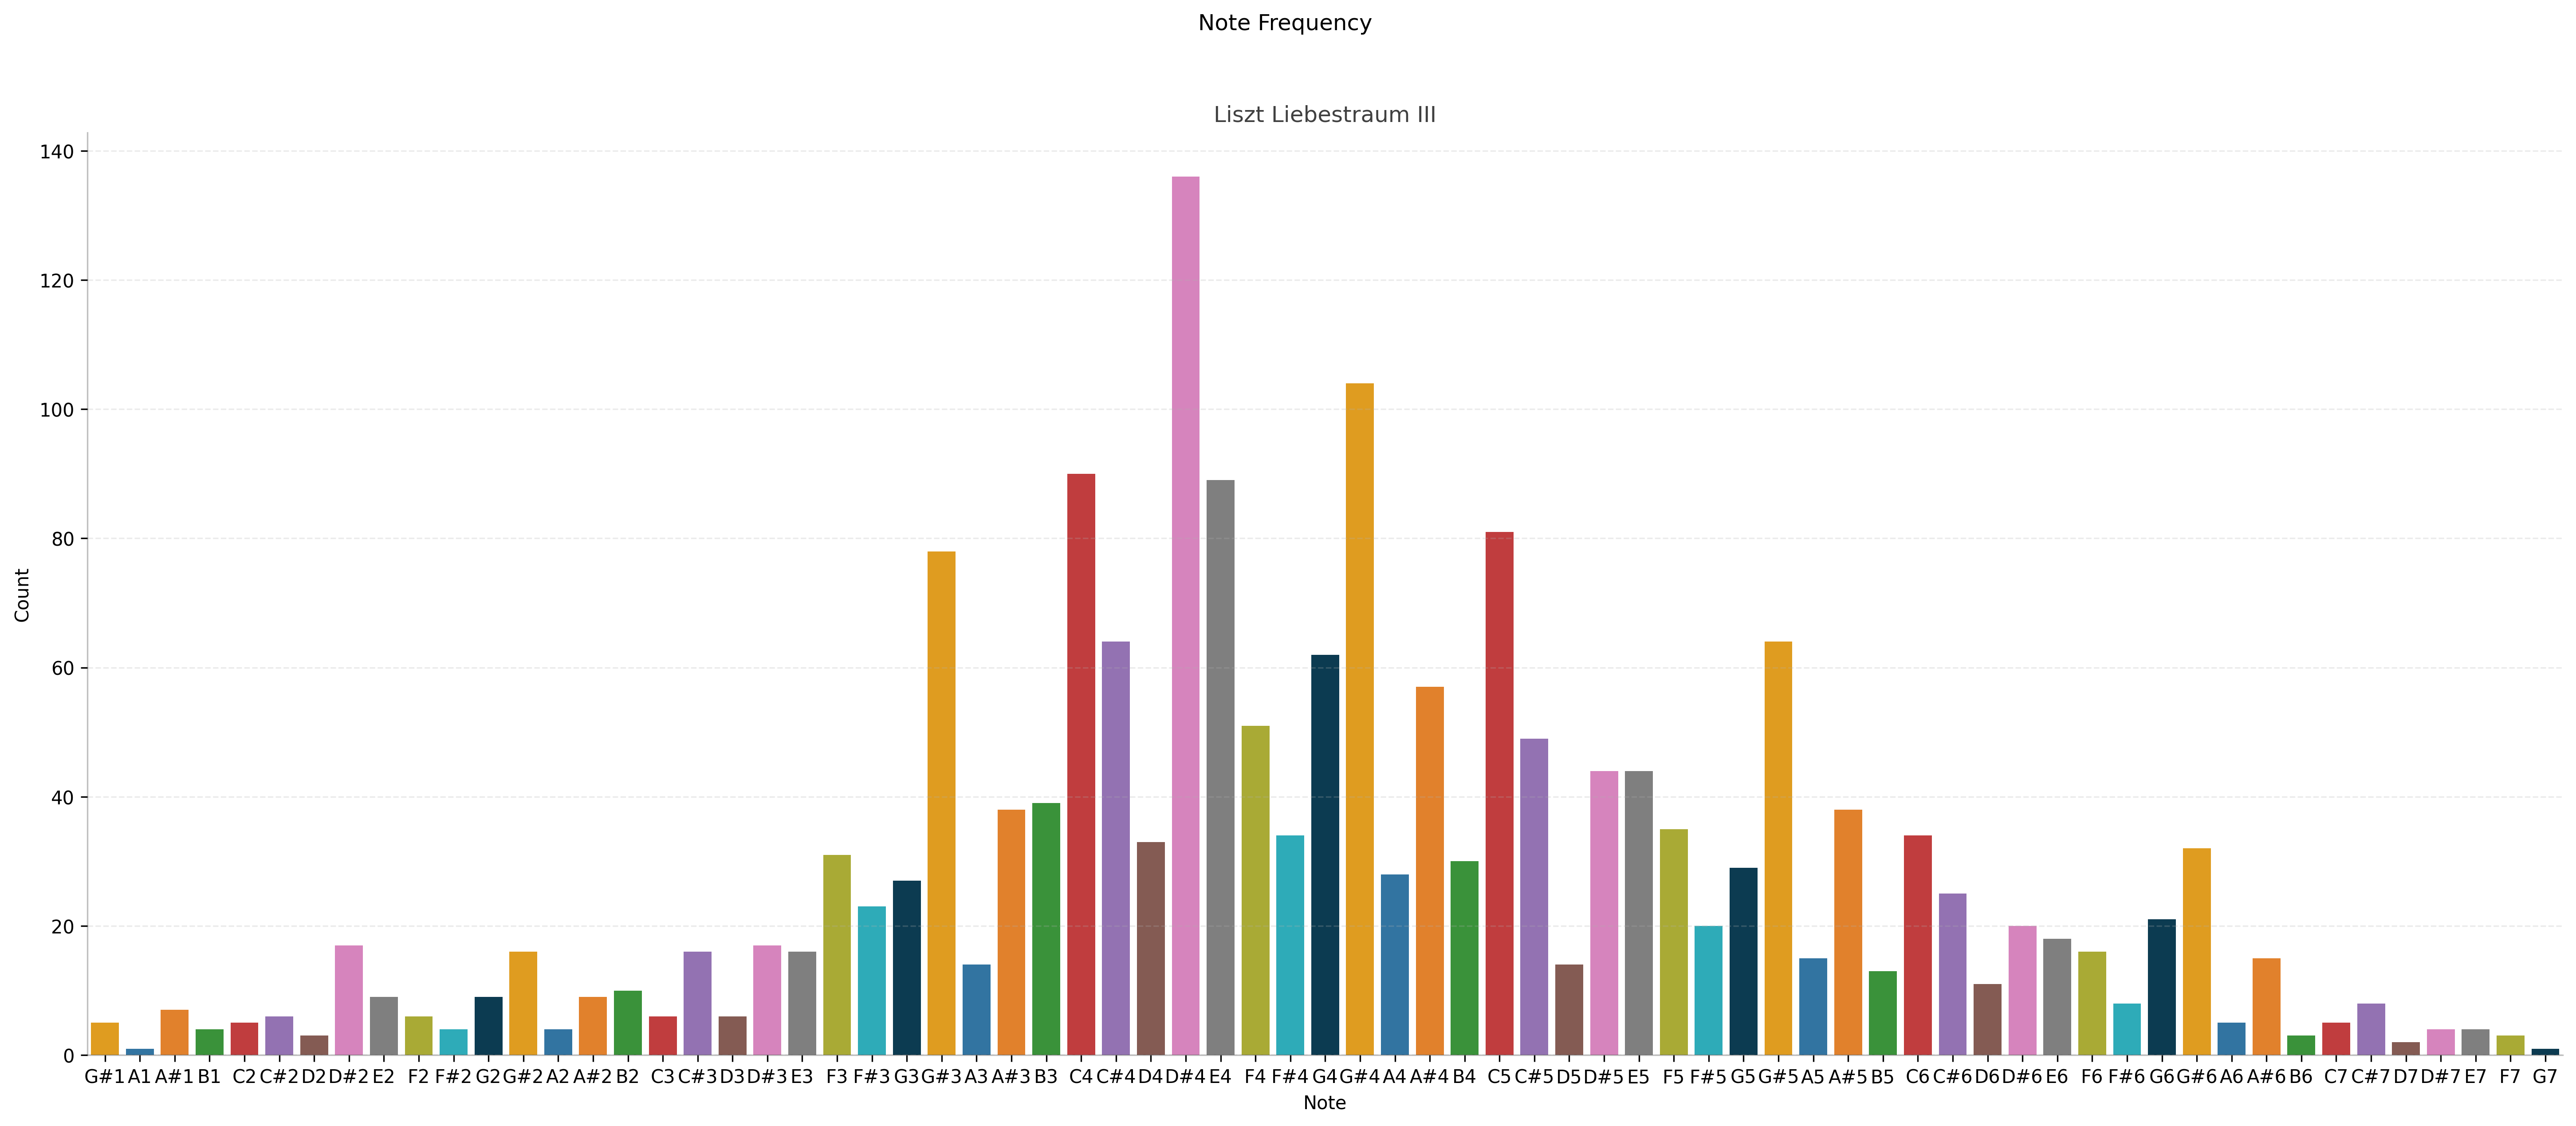 Note Frequency
Liszt Liebestraum III
140
120
100
80
60
40
20
0
Count
G#1 A1 A#1 B1 C2 C#2 D2 D#2 E2 F2 F#2 G2 G#2 A2 A#2 B2 C3 C#3 D3 D#3 E3 F3 F#3 G3 G#3 A3 A#3 B3 C4 C#4 D4 D#4 E4 F4 F#4 G4 G#4 A4 A#4 B4 C5 C#5 D5 D#5 E5 F5 F#5 G5 G#5 A5 A#5 B5 C6 C#6 D6 D#6 E6 F6 F#6 G6 G#6 A6 A#6 B6 C7 C#7 D7 D#7 E7 F7 G7
Note